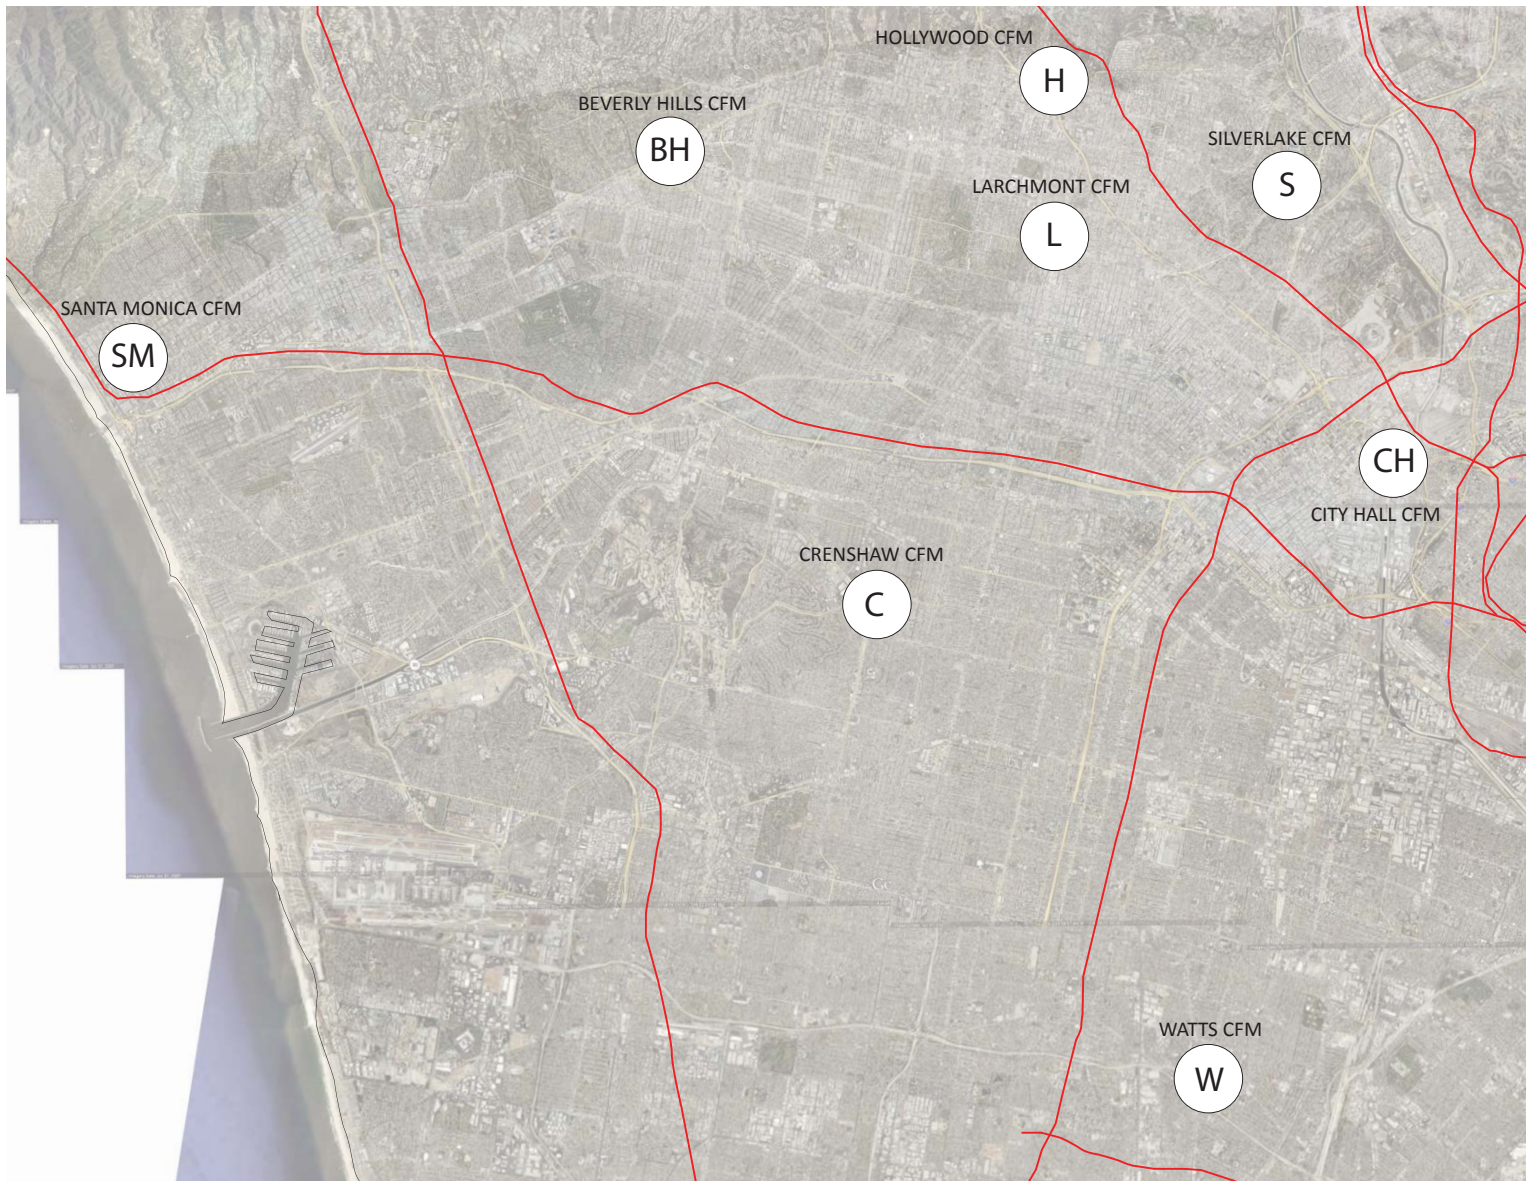 HOLLYWOOD CFM
H
BEVERLY HILLS CFM
BH
SILVERLAKE CFM
S
LARCHMONT CFM
L
SANTA MONICA CFM
SM
CH
CITY HALL CFM
CRENSHAW CFM
C
WATTS CFM
W